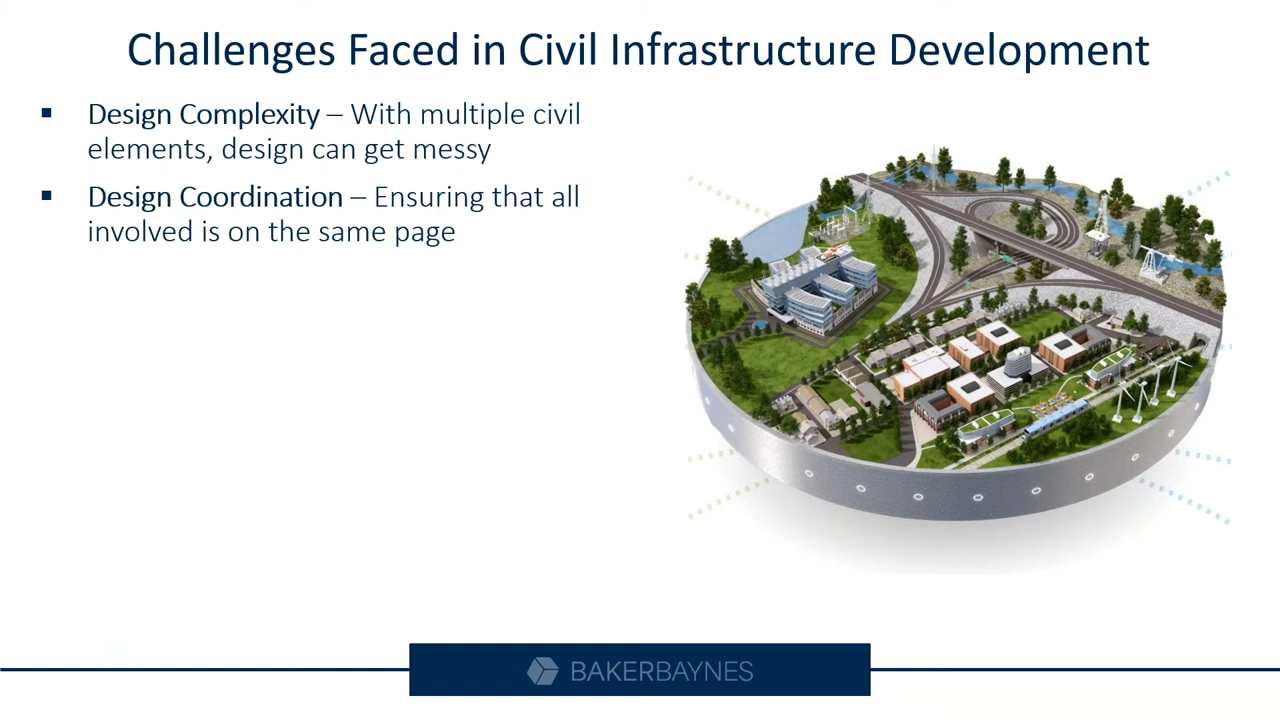 Challenges Faced in Civil Infrastructure Development
▪ Design Complexity – With multiple civil
elements, design can get messy
▪ Design Coordination – Ensuring that all
involved is on the same page
BAKERBAYNES